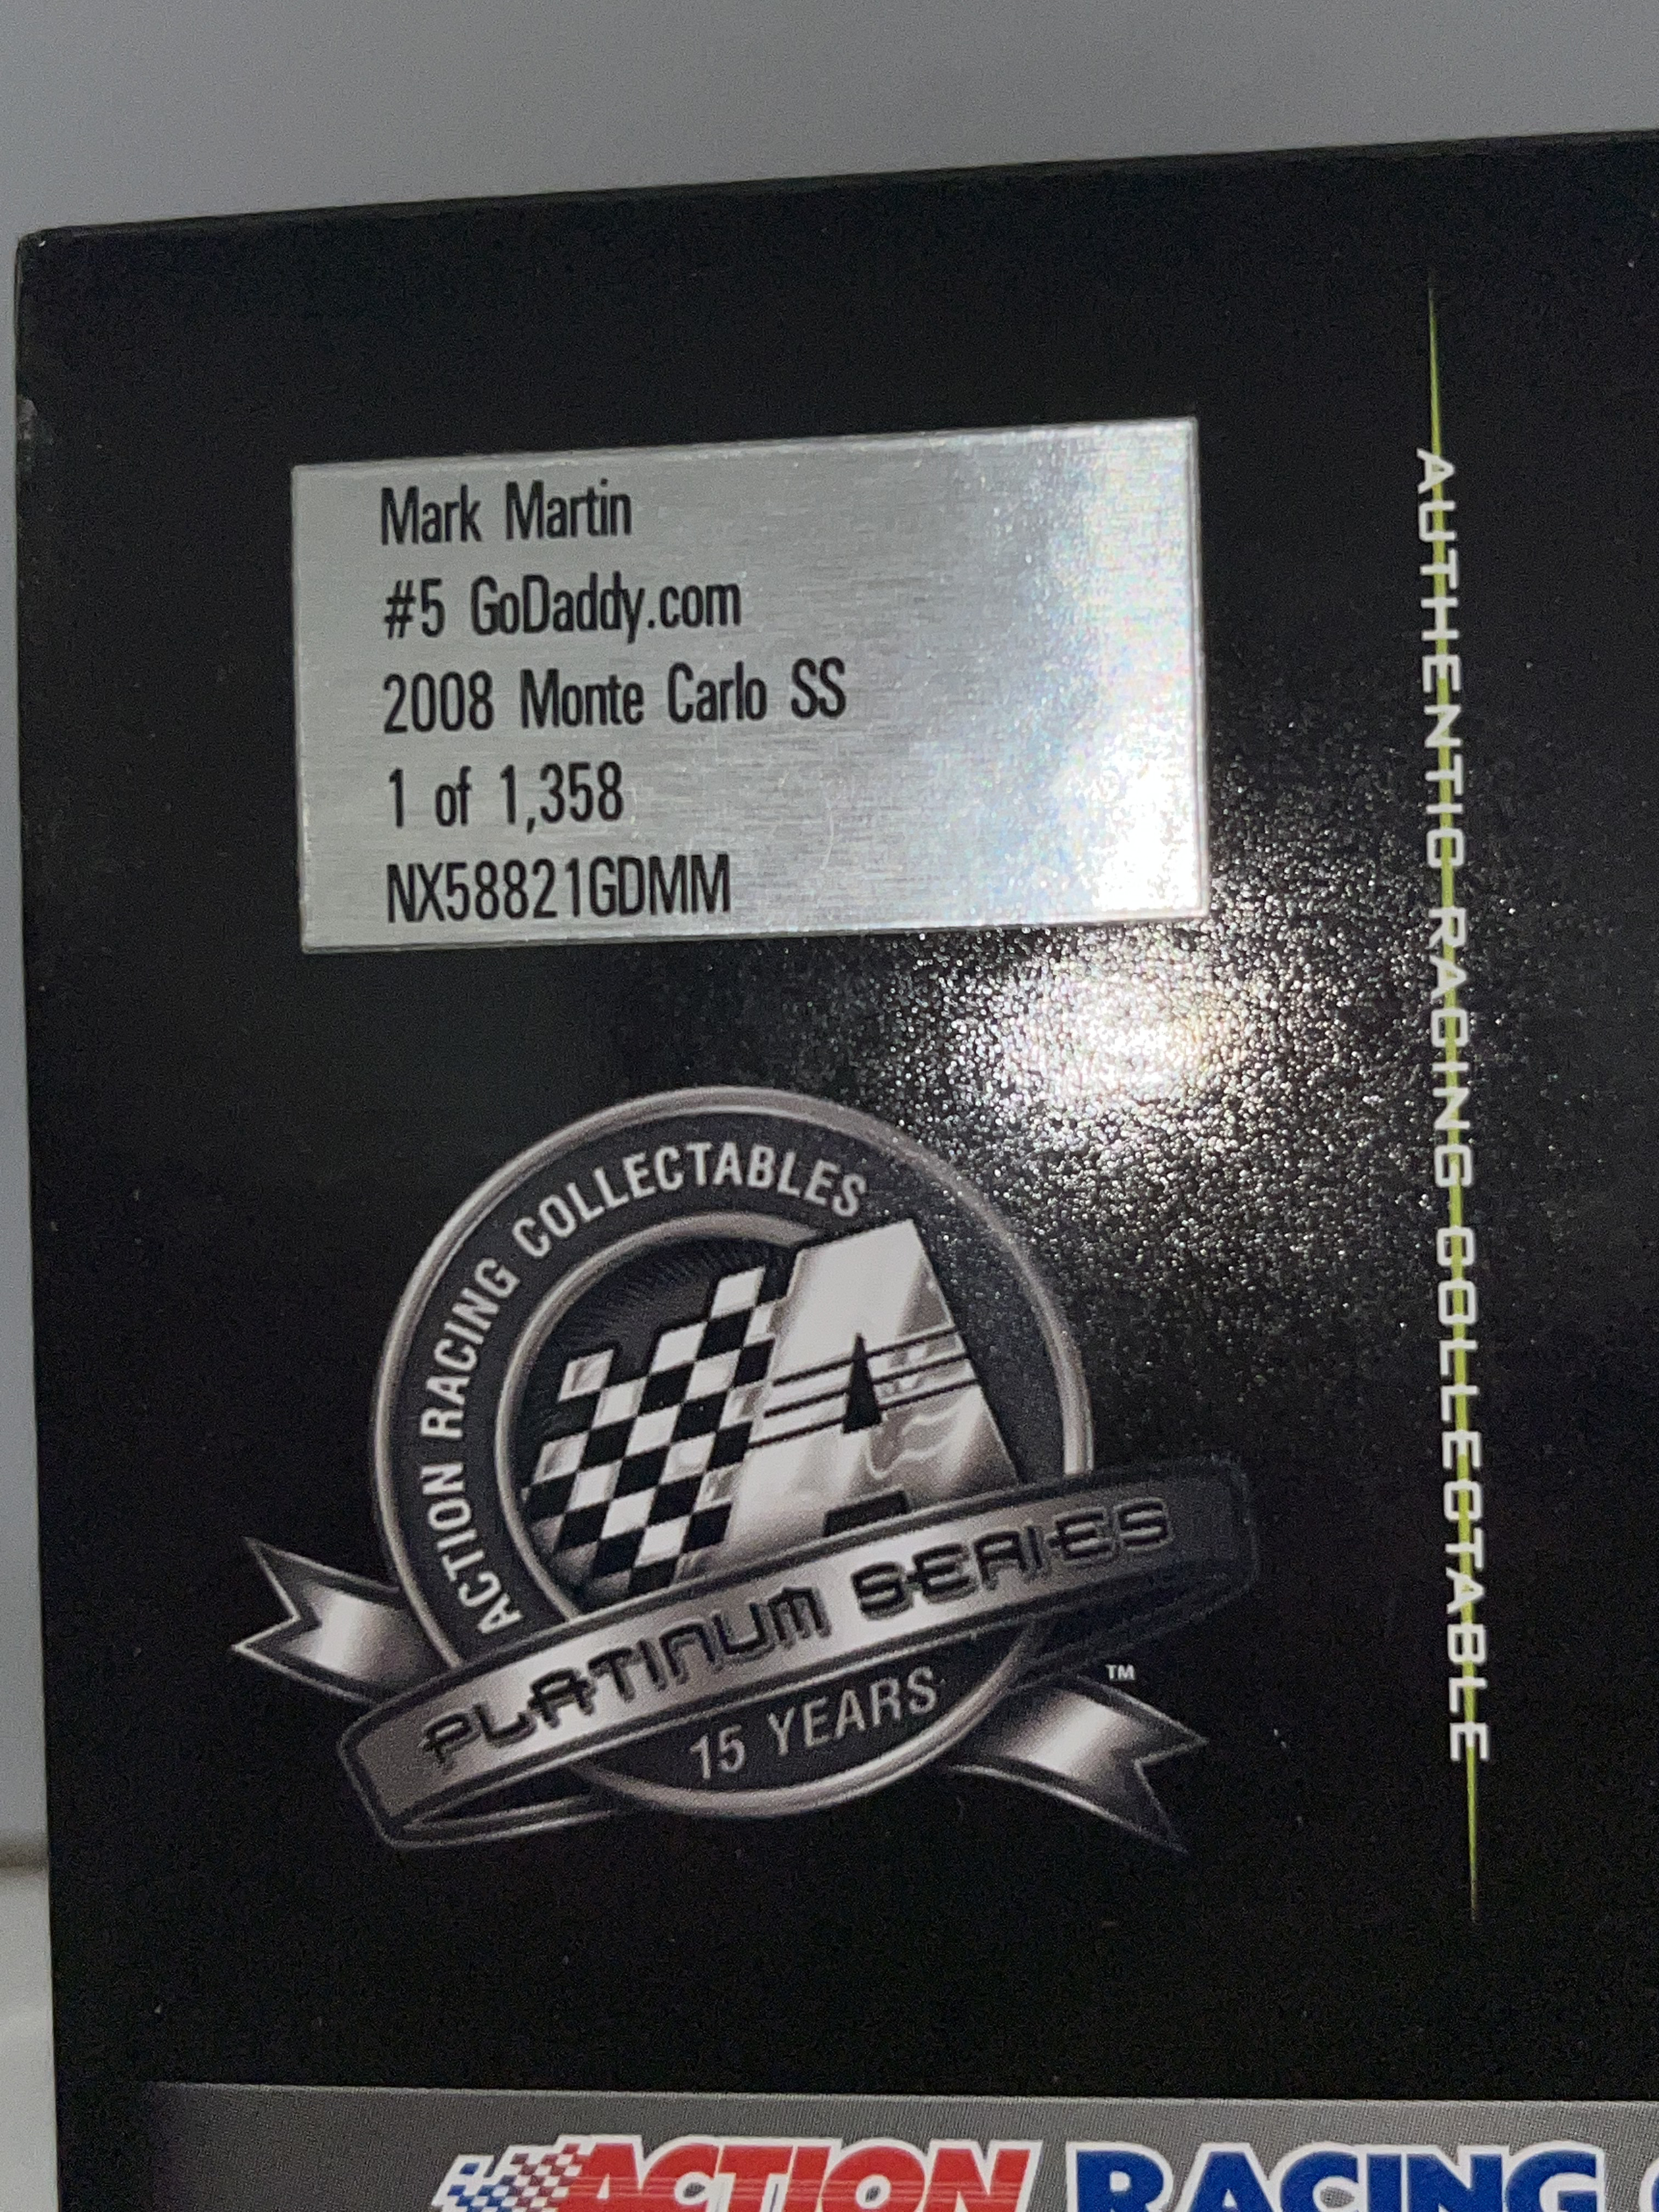 Mark Martin
#5 GoDaddy.com
2008 Monte Carlo SS
1 of 1,358
NX58821GDMM
AUTHENTIC RACING COLLECTABLE
ACTION RACING COLLECTABLES
A
PLATINUM SERIES
15 YEARS
TM
ACTION RACING